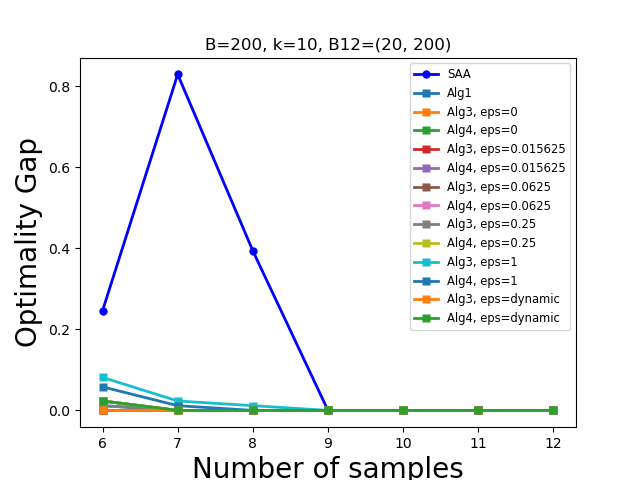 B=200, k=10, B12=(20, 200)
Optimality Gap
0.8
0.6
0.4
0.2
0.0
SAA
Alg1
Alg3, eps=0
Alg4, eps=0
Alg3, eps=0.015625
Alg4, eps=0.015625
Alg3, eps=0.0625
Alg4, eps=0.0625
Alg3, eps=0.25
Alg4, eps=0.25
Alg3, eps=1
Alg4, eps=1
Alg3, eps=dynamic
Alg4, eps=dynamic
6 7 8 9 10 11 12
Number of samples